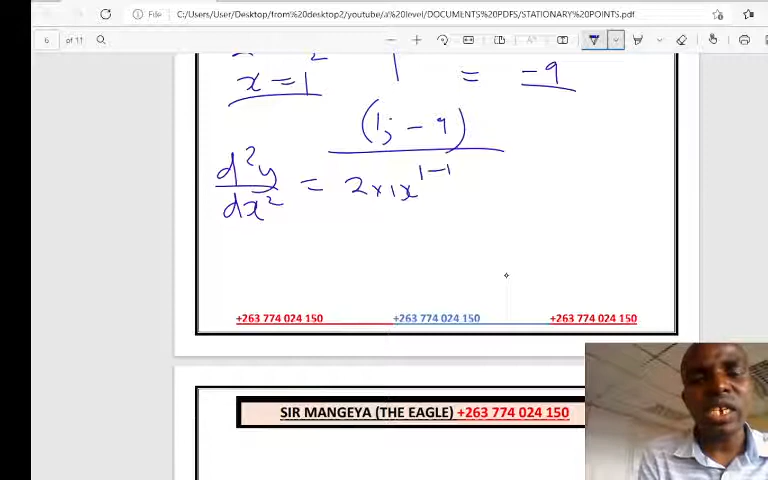 File | C:/Users/User/Desktop/from%20desktop2/youtube/a%20level/DOCUMENTS%20PDFS/STATIONARY%20POINTS.pdf
6 of 11
x = 1 = -9
(1; - 9)
d²y/dx² = 2×1x^(1-1)
+263 774 024 150 +263 774 024 150 +263 774 024 150
SIR MANGEYA (THE EAGLE) +263 774 024 150